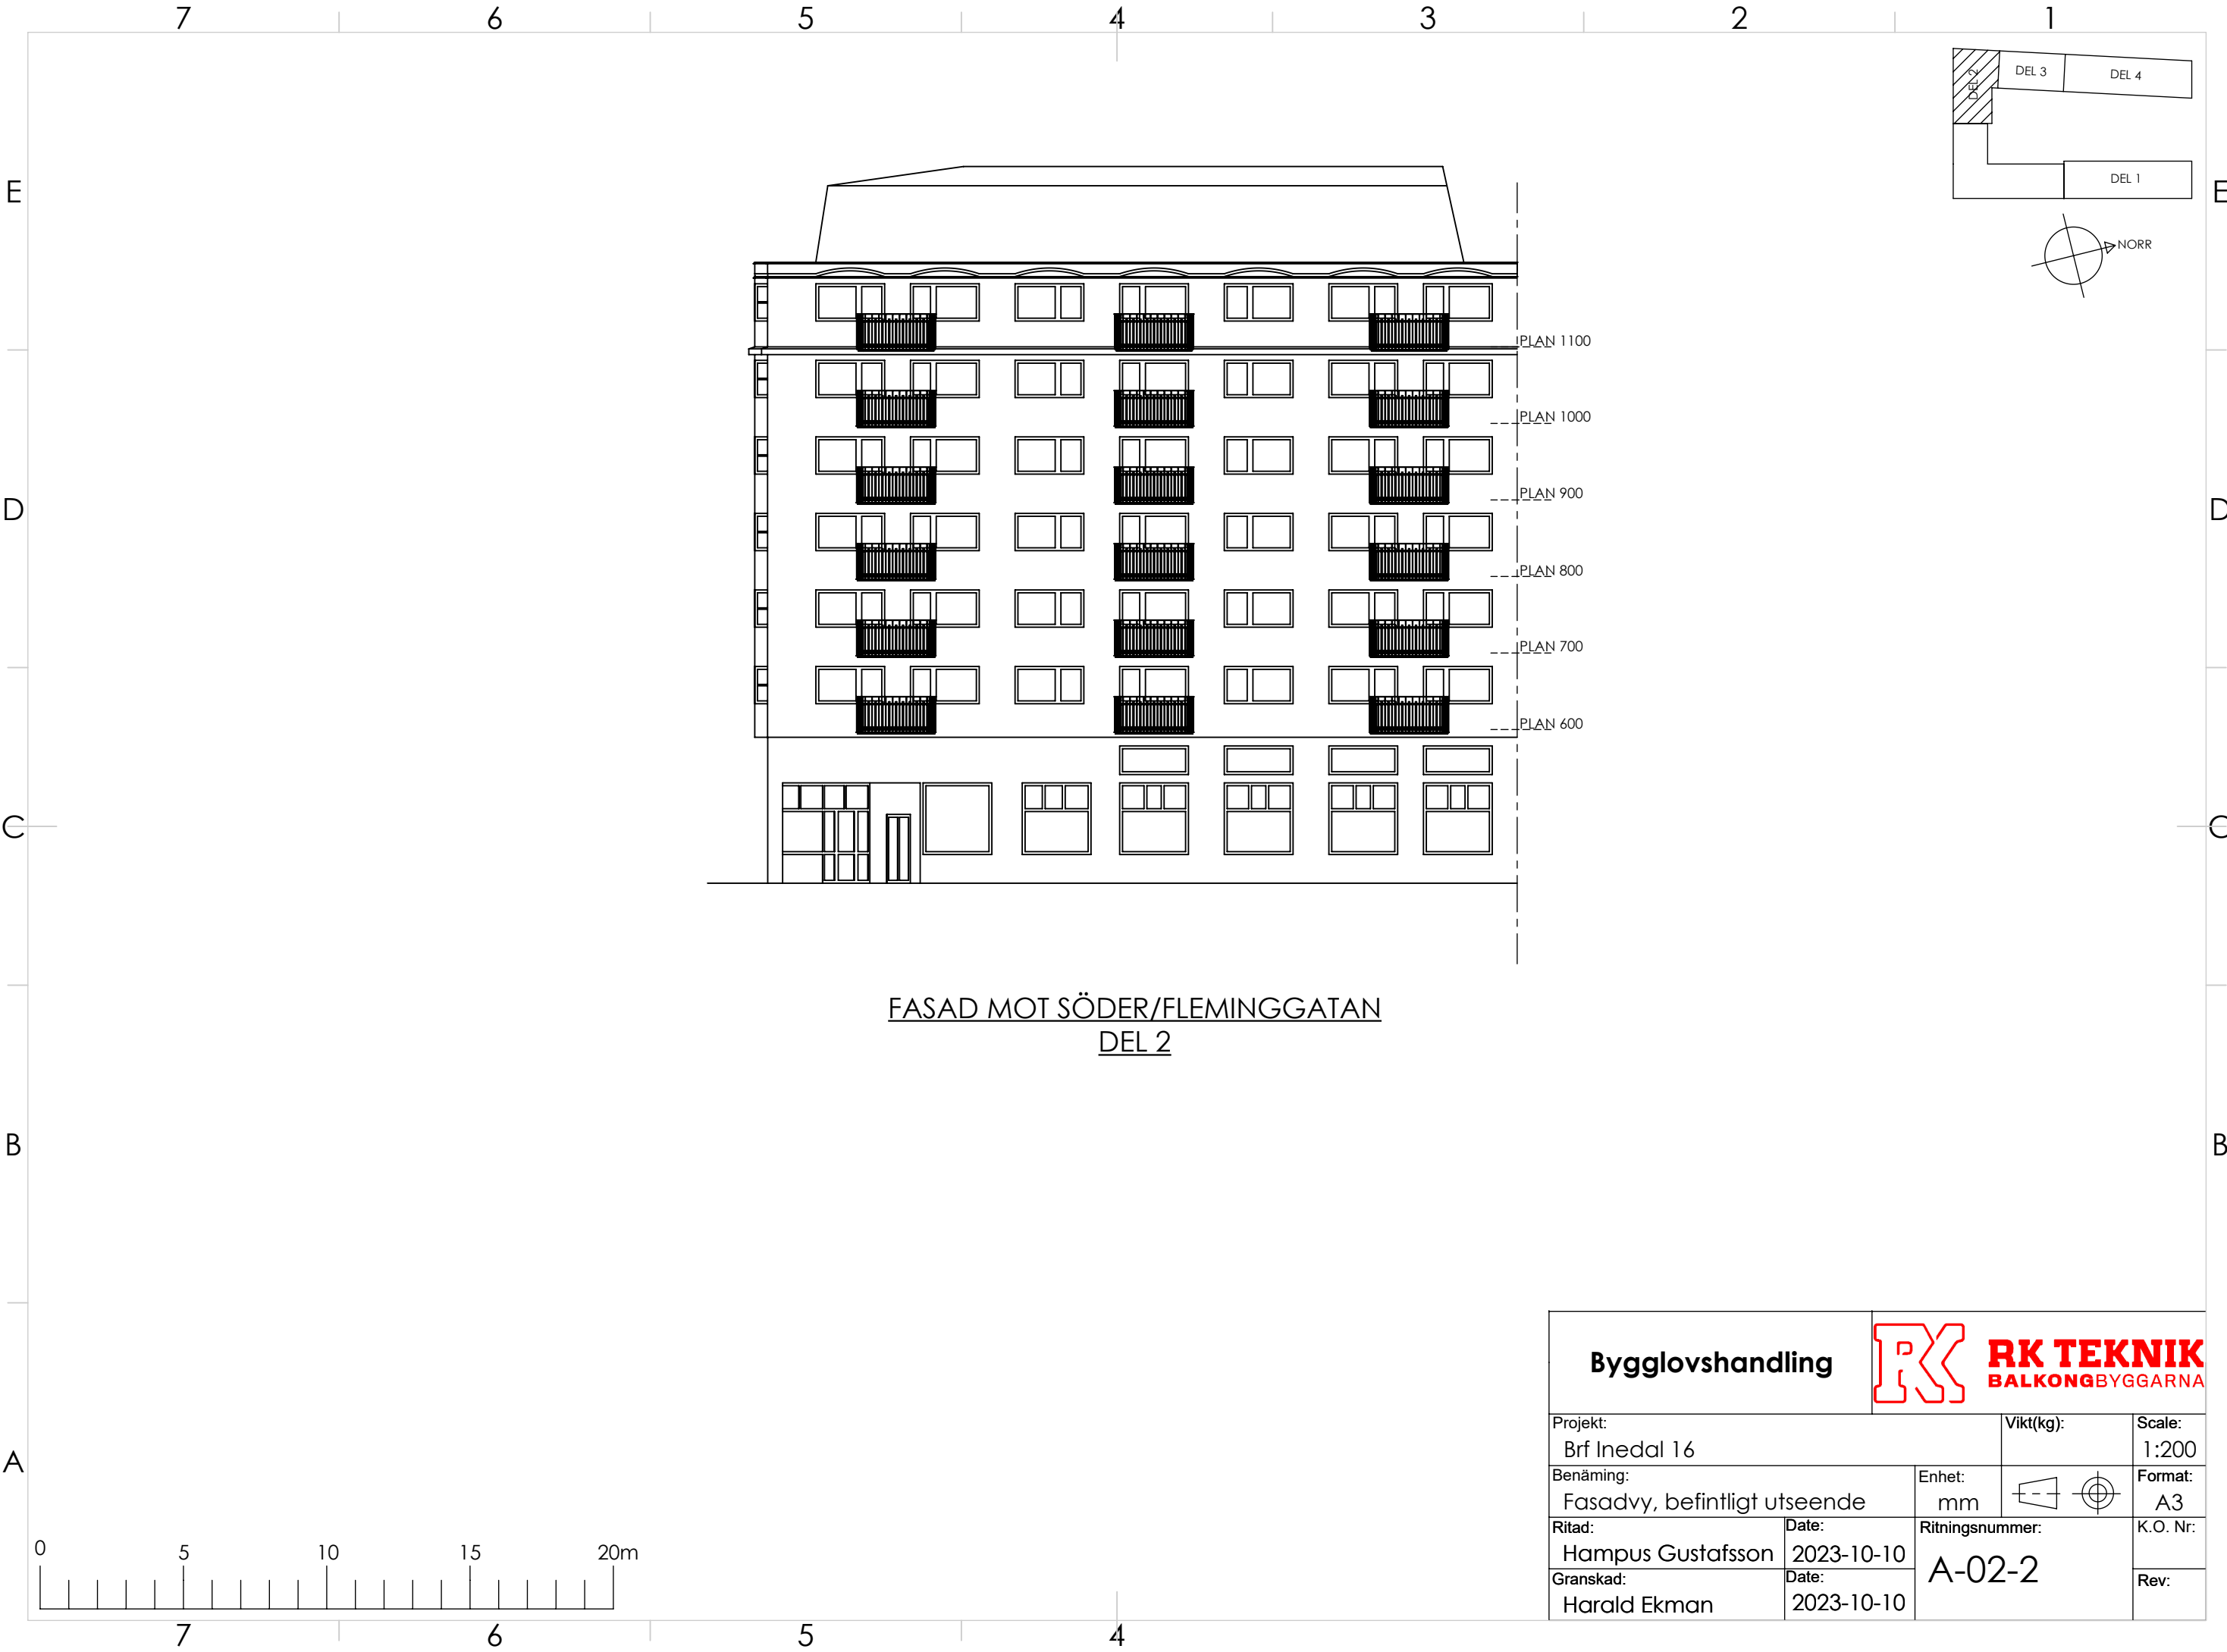 7 6 5 4 3 2 1
DEL 2
DEL 3
DEL 4
DEL 1
NORR
E E
D D
C C
B B
A
PLAN 1100
PLAN 1000
PLAN 900
PLAN 800
PLAN 700
PLAN 600
FASAD MOT SÖDER/FLEMINGGATAN
DEL 2
0 5 10 15 20m
Bygglovshandling
RK
RK TEKNIK
BALKONGBYGGARNA
Projekt:
Brf Inedal 16
Vikt(kg):
Scale:
1:200
Benäming:
Fasadvy, befintligt utseende
Enhet:
mm
Format:
A3
Ritad:
Hampus Gustafsson
Date:
2023-10-10
Ritningsnummer:
A-02-2
K.O. Nr:
Granskad:
Harald Ekman
Date:
2023-10-10
Rev:
7 6 5 4